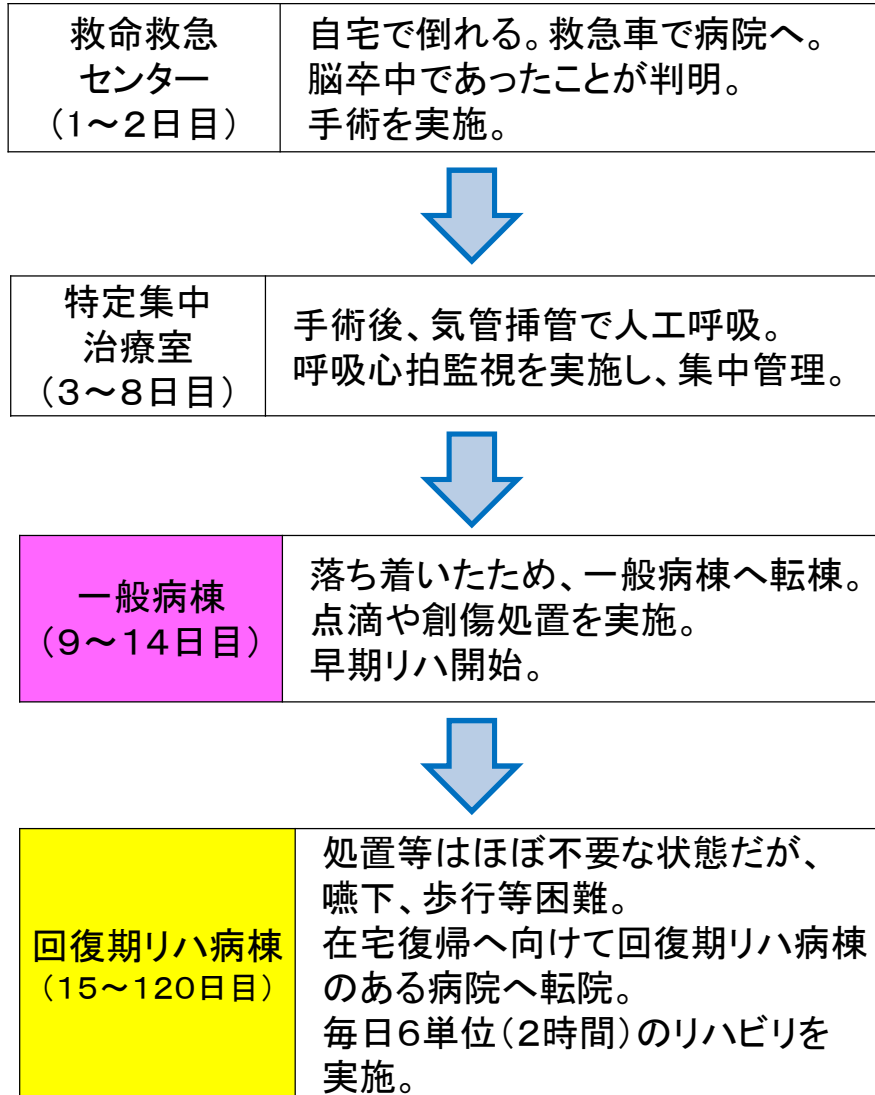 救命救急
センター
(1~2日目)
自宅で倒れる。救急車で病院へ。
脳卒中であったことが判明。
手術を実施。
特定集中
治療室
(3~8日目)
手術後、気管挿管で人工呼吸。
呼吸心拍監視を実施し、集中管理。
一般病棟
(9~14日目)
落ち着いたため、一般病棟へ転棟。
点滴や創傷処置を実施。
早期リハ開始。
回復期リハ病棟
(15~120日目)
処置等はほぼ不要な状態だが、
嚥下、歩行等困難。
在宅復帰へ向けて回復期リハ病棟
のある病院へ転院。
毎日6単位(2時間)のリハビリを
実施。